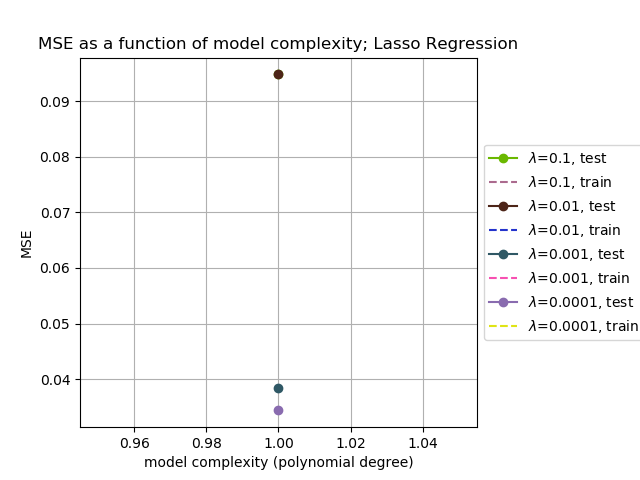 MSE as a function of model complexity; Lasso Regression
MSE
0.09
0.08
0.07
0.06
0.05
0.04
0.96
0.98
1.00
1.02
1.04
model complexity (polynomial degree)
λ=0.1, test
λ=0.1, train
λ=0.01, test
λ=0.01, train
λ=0.001, test
λ=0.001, train
λ=0.0001, test
λ=0.0001, train